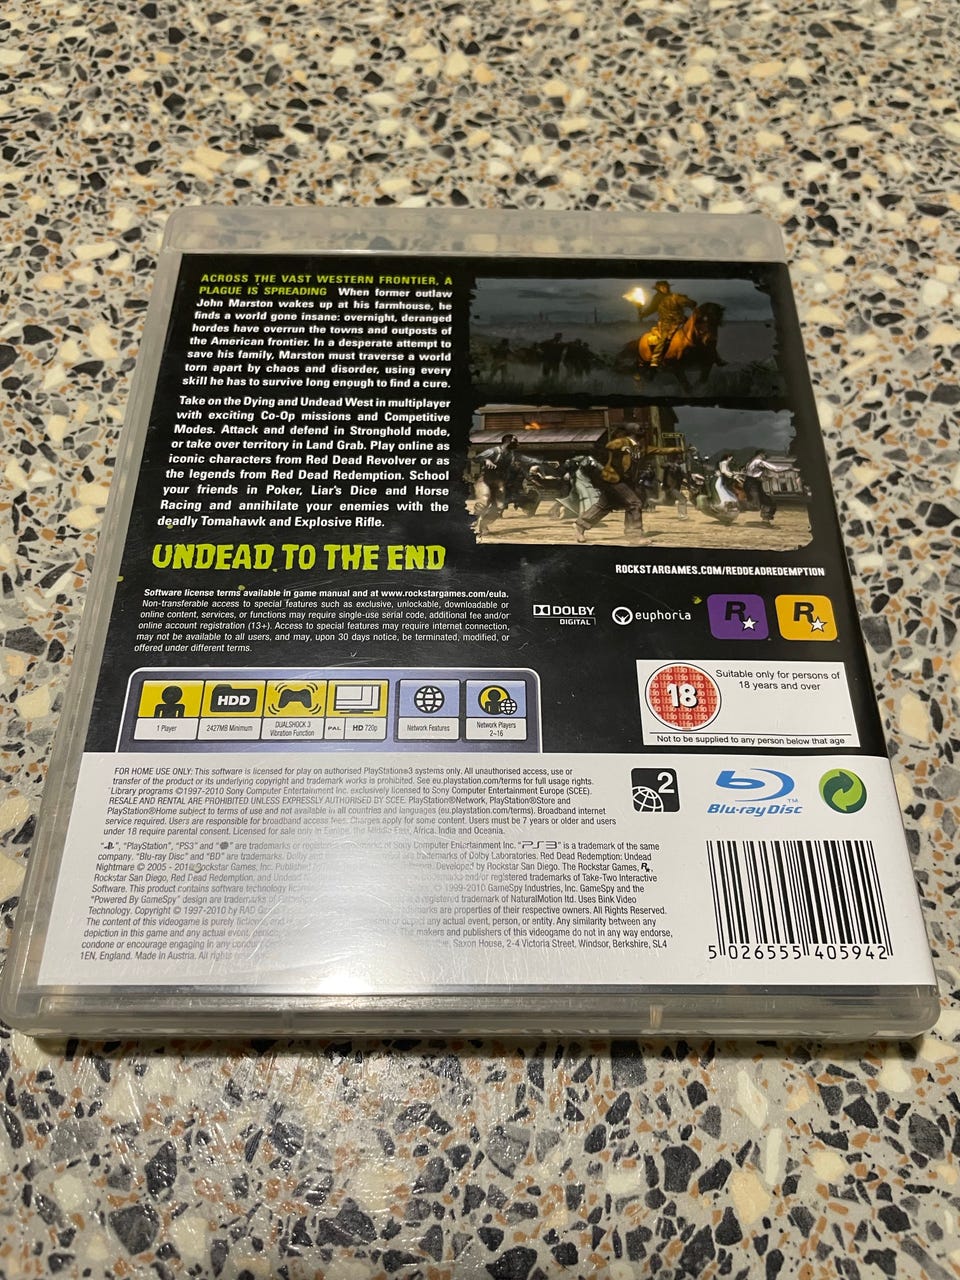 ACROSS THE VAST WESTERN FRONTIER, A
PLAGUE IS SPREADING When former outlaw
John Marston wakes up at his farmhouse, he
finds a world gone insane: overnight, deranged
hordes have overrun the towns and outposts of
the American frontier. In a desperate attempt to
save his family, Marston must traverse a world
torn apart by chaos and disorder, using every
skill he has to survive long enough to find a cure.
Take on the Dying and Undead West in multiplayer
with exciting Co-Op missions and Competitive
Modes. Attack and defend in Stronghold mode,
or take over territory in Land Grab. Play online as
iconic characters from Red Dead Revolver or as
the legends from Red Dead Redemption. School
your friends in Poker, Liar's Dice and Horse
Racing and annihilate your enemies with the
deadly Tomahawk and Explosive Rifle.
UNDEAD TO THE END
ROCKSTARGAMES.COM/REDDEADREDEMPTION
Software license terms available in game manual and at www.rockstargames.com/eula.
Non-transferable access to special features such as exclusive, unlockable, downloadable or
online content, services, or functions may require single-use serial code, additional fee and/or
online account registration (13+). Access to special features may require internet connection,
may not be available to all users, and may, upon 30 days notice, be terminated, modified, or
offered under different terms.
DOLBY
DIGITAL
euphoria
R
R
1 Player
HDD
2427MB Minimum
DUALSHOCK 3
Vibration Function
PAL HD 720p
Network Features
Network Players
2-16
18
Suitable only for persons of
18 years and over
Not to be supplied to any person below that age
FOR HOME USE ONLY: This software is licensed for play on authorised PlayStation®3 systems only. All unauthorised access, use or
transfer of the product or its underlying copyright and trademark works is prohibited. See eu.playstation.com/terms for full usage rights.
Library programs ©1997-2010 Sony Computer Entertainment Inc. exclusively licensed to Sony Computer Entertainment Europe (SCEE).
RESALE AND RENTAL ARE PROHIBITED UNLESS EXPRESSLY AUTHORISED BY SCEE. PlayStation®Network, PlayStation®Store and
PlayStation®Home subject to terms of use and not available in all countries and languages (eu.playstation.com/terms). Broadband internet
service required. Users are responsible for broadband access fees. Charges apply for some content. Users must be 7 years or older and users
under 18 require parental consent. Licensed for sale only in Europe, the Middle East, Africa, India and Oceania.
2
Blu-ray Disc
TM
"PlayStation", "PS3" and " " are trademarks or registered trademarks of Sony Computer Entertainment Inc. "PS3" is a trademark of the same
company. "Blu-ray Disc" and "BD" are trademarks. Dolby and symbol are trademarks of Dolby Laboratories. Red Dead Redemption: Undead
Nightmare © 2005 - 2010 Rockstar Games, Inc. Published Developed by Rockstar San Diego. The Rockstar Games, R,
Rockstar San Diego, Red Dead Redemption, and Undead and/or registered trademarks of Take-Two Interactive
Software. This product contains software technology © 1999-2010 GameSpy Industries, Inc. GameSpy and the
"Powered By GameSpy" design are trademarks of a registered trademark of NaturalMotion ltd. Uses Bink Video
Technology. Copyright © 1997-2010 by RAD marks are properties of their respective owners. All Rights Reserved.
The content of this videogame is purely fictional, any actual event, person, or entity. Any similarity between any
depiction in this game and any actual event, The makers and publishers of this videogame do not in any way endorse,
condone or encourage engaging in any Saxon House, 2-4 Victoria Street, Windsor, Berkshire, SL4
1EN, England. Made in Austria. All rights
5 026555 405942